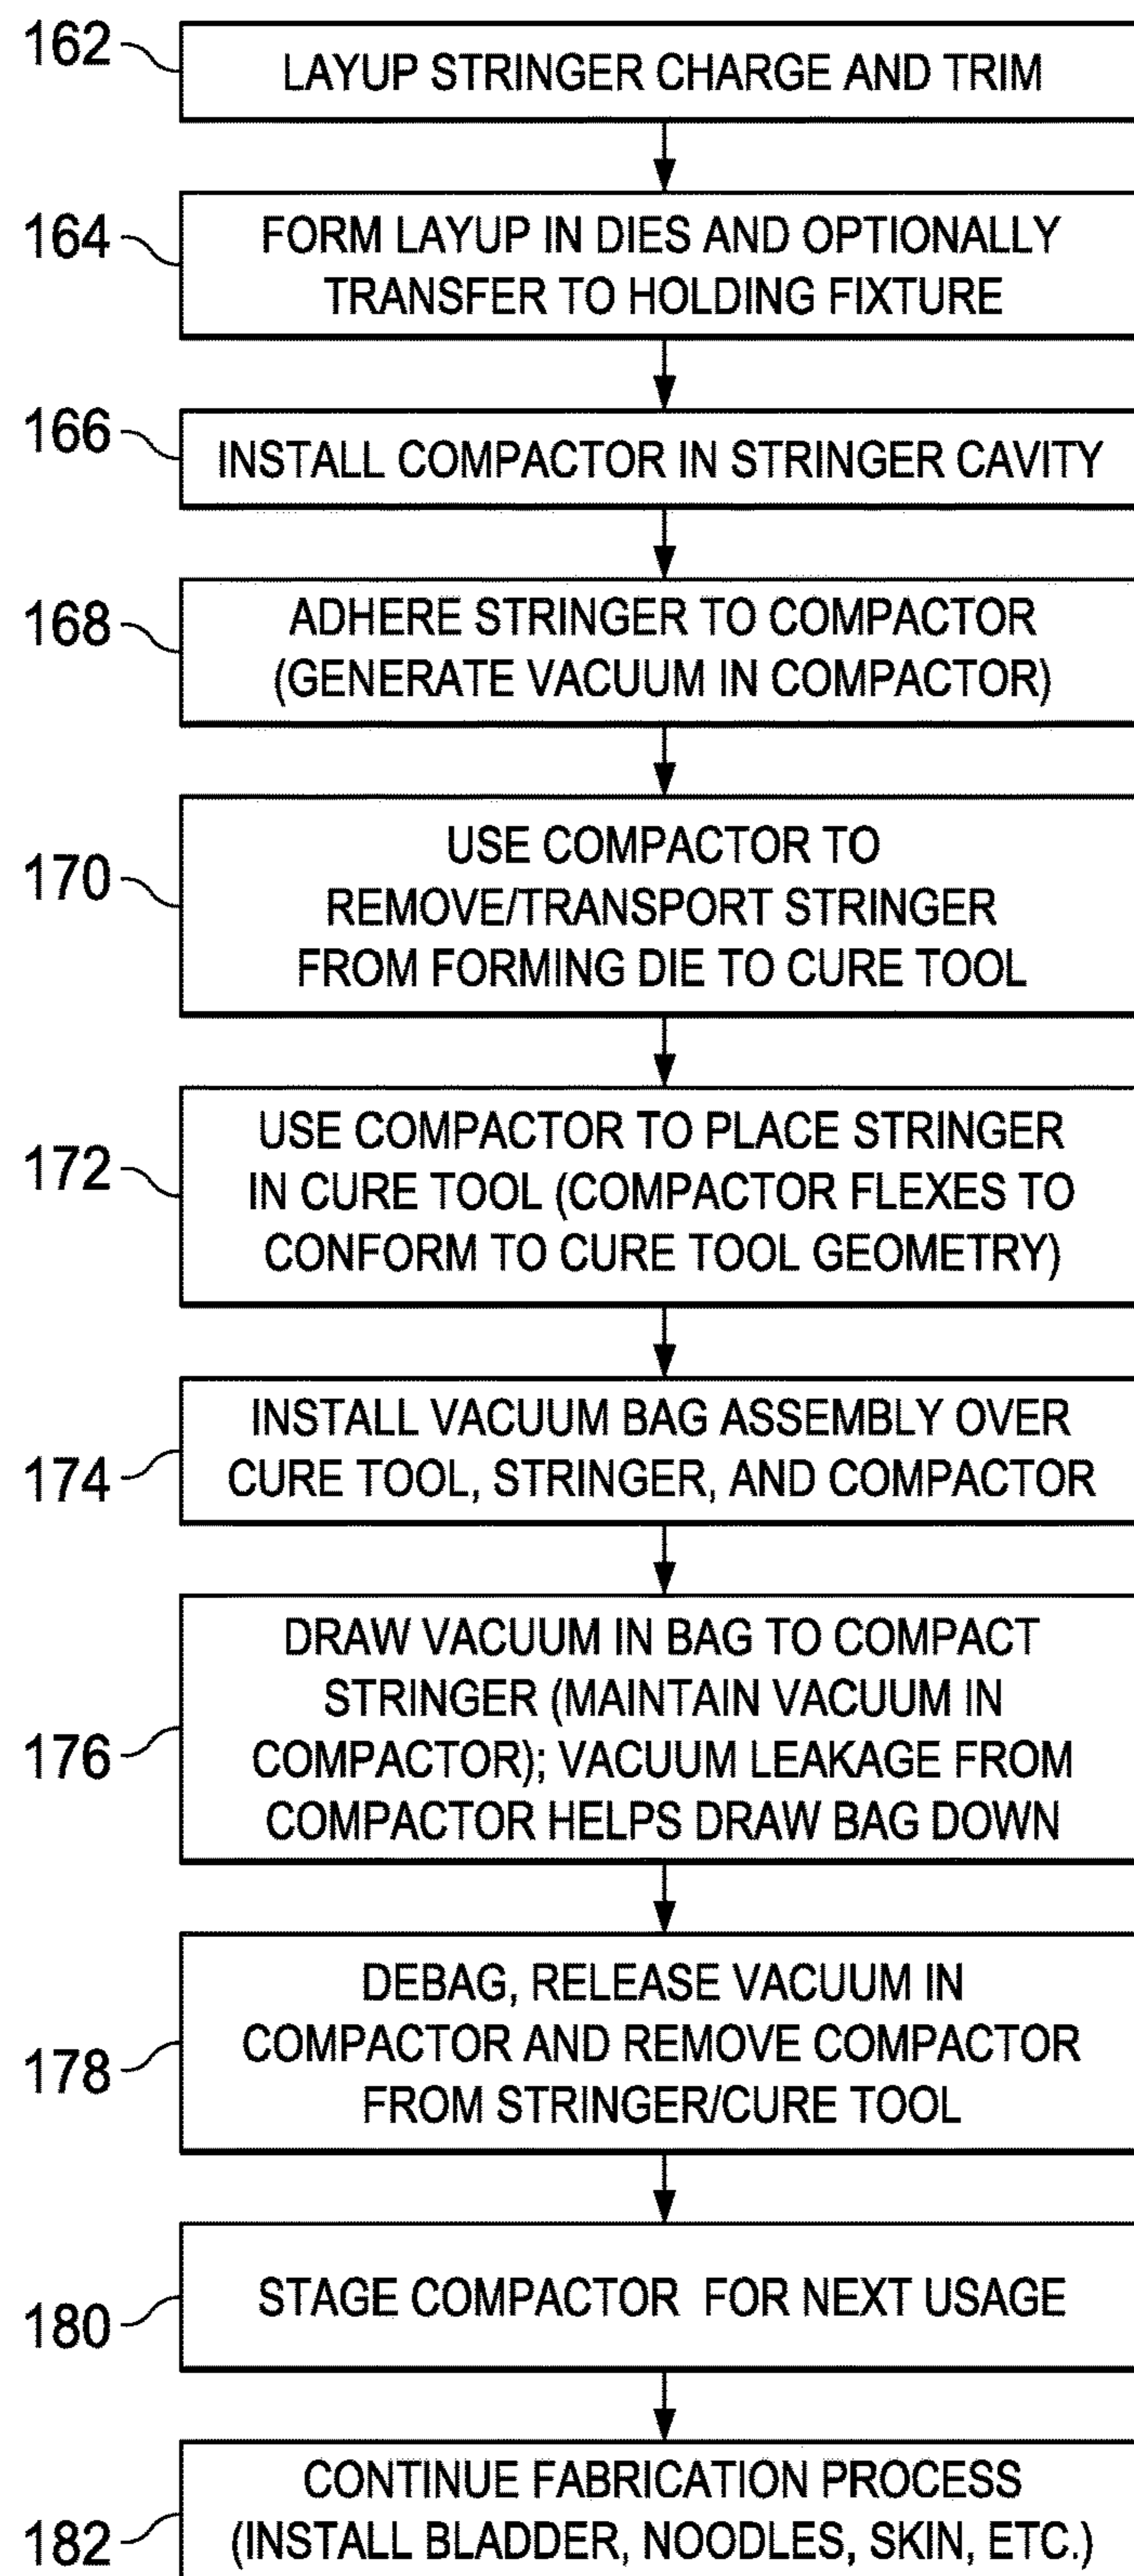 162
LAYUP STRINGER CHARGE AND TRIM
164
FORM LAYUP IN DIES AND OPTIONALLY
TRANSFER TO HOLDING FIXTURE
166
INSTALL COMPACTOR IN STRINGER CAVITY
168
ADHERE STRINGER TO COMPACTOR
(GENERATE VACUUM IN COMPACTOR)
170
USE COMPACTOR TO
REMOVE/TRANSPORT STRINGER
FROM FORMING DIE TO CURE TOOL
172
USE COMPACTOR TO PLACE STRINGER
IN CURE TOOL (COMPACTOR FLEXES TO
CONFORM TO CURE TOOL GEOMETRY)
174
INSTALL VACUUM BAG ASSEMBLY OVER
CURE TOOL, STRINGER, AND COMPACTOR
176
DRAW VACUUM IN BAG TO COMPACT
STRINGER (MAINTAIN VACUUM IN
COMPACTOR); VACUUM LEAKAGE FROM
COMPACTOR HELPS DRAW BAG DOWN
178
DEBAG, RELEASE VACUUM IN
COMPACTOR AND REMOVE COMPACTOR
FROM STRINGER/CURE TOOL
180
STAGE COMPACTOR FOR NEXT USAGE
182
CONTINUE FABRICATION PROCESS
(INSTALL BLADDER, NOODLES, SKIN, ETC.)